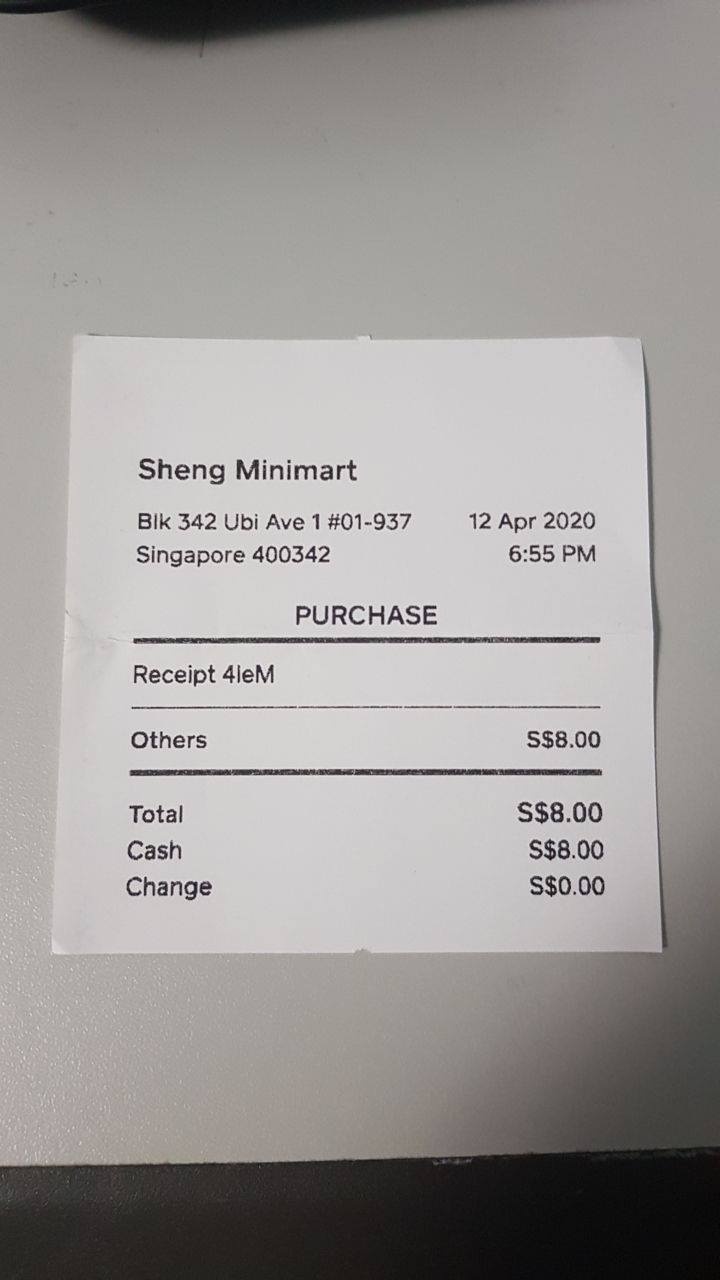 Sheng Minimart
Blk 342 Ubi Ave 1 #01-937 12 Apr 2020
Singapore 400342 6:55 PM
PURCHASE
Receipt 4leM
Others S$8.00
Total S$8.00
Cash S$8.00
Change S$0.00